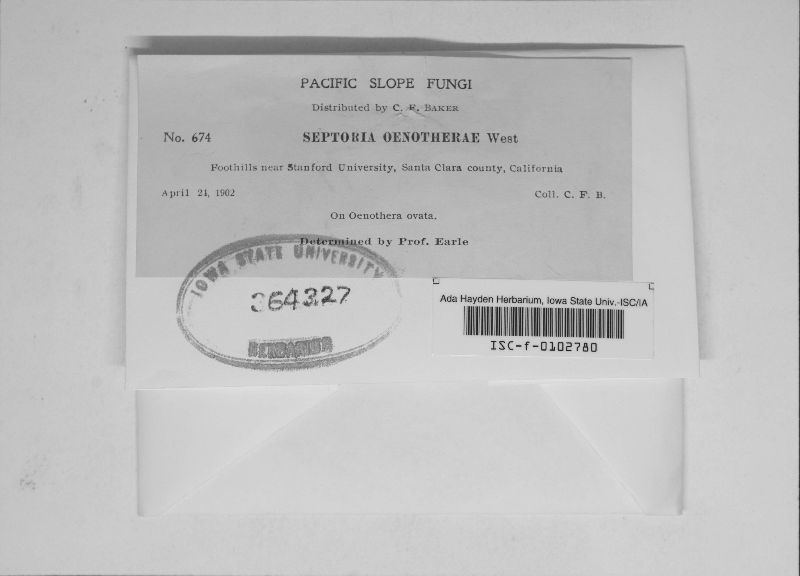 PACIFIC SLOPE FUNGI
Distributed by C. F. BAKER
No. 674 SEPTORIA OENOTHERAE West
Foothills near Stanford University, Santa Clara county, California
April 21, 1902 Coll. C. F. B.
On Oenothera ovata.
Determined by Prof. Earle
IOWA STATE UNIVERSITY
364327
HERBARIUM
Ada Hayden Herbarium, Iowa State Univ.-ISC/IA
ISC-f-0102780